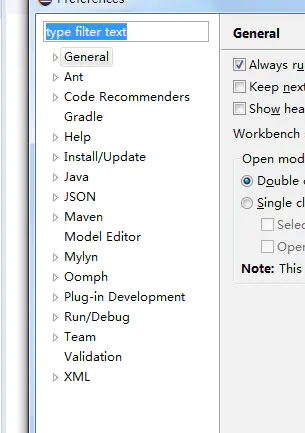 Preferences
type filter text
General
Ant
Code Recommenders
Gradle
Help
Install/Update
Java
JSON
Maven
Model Editor
Mylyn
Oomph
Plug-in Development
Run/Debug
Team
Validation
XML
General
Always ru
Keep next
Show hea
Workbench
Open mod
Double
Single cl
Selec
Open
Note: This